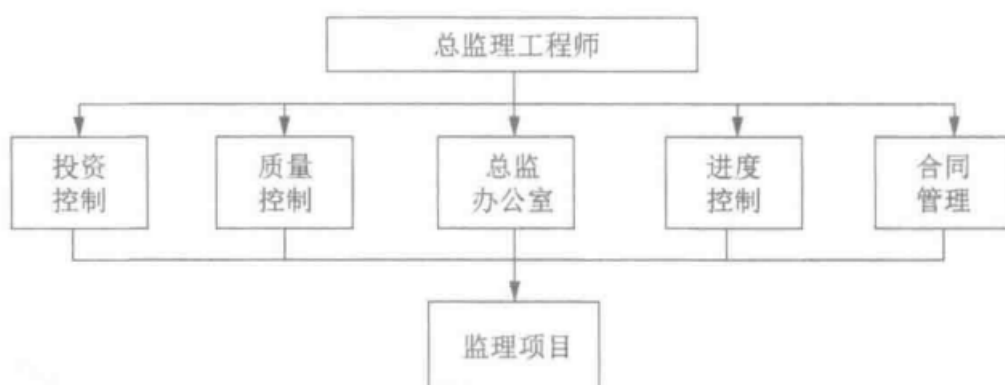 总监理工程师
投资
控制
质量
控制
总监
办公室
进度
控制
合同
管理
监理项目